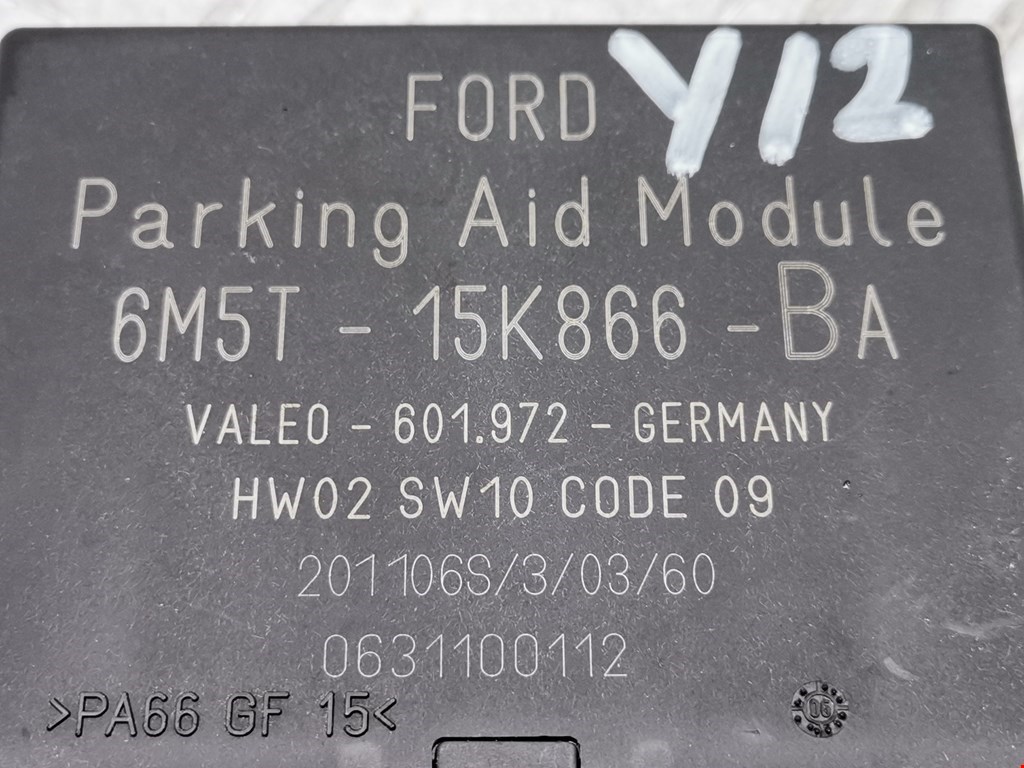 FORD Y12
Parking Aid Module
6M5T - 15K866 - BA
VALEO - 601.972 - GERMANY
HW02 SW10 CODE 09
201106S/3/03/60
0631100112
>PA66 GF 15<
06